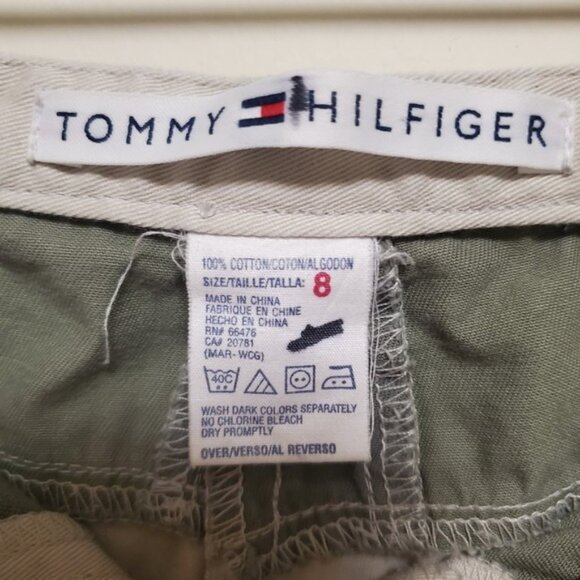 TOMMY HILFIGER
100% COTTON/COTON/ALGODON
SIZE/TAILLE/TALLA: 8
MADE IN CHINA
FABRIQUE EN CHINE
HECHO EN CHINA
RN# 66476
CA# 20781
(MAR-WCG)
40C
WASH DARK COLORS SEPARATELY
NO CHLORINE BLEACH
DRY PROMPTLY
OVER/VERSO/AL REVERSO